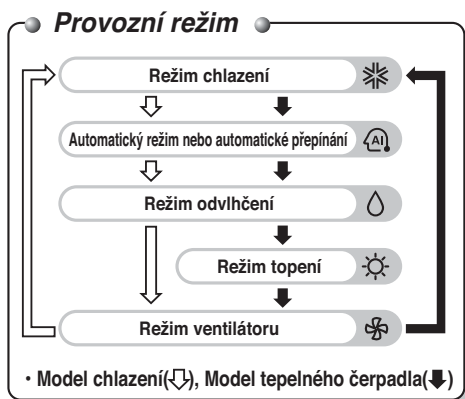 Provozní režim
Režim chlazení
Automatický režim nebo automatické přepínání
AI
Režim odvlhčení
Režim topení
Režim ventilátoru
· Model chlazení(⇩), Model tepelného čerpadla(⬇)